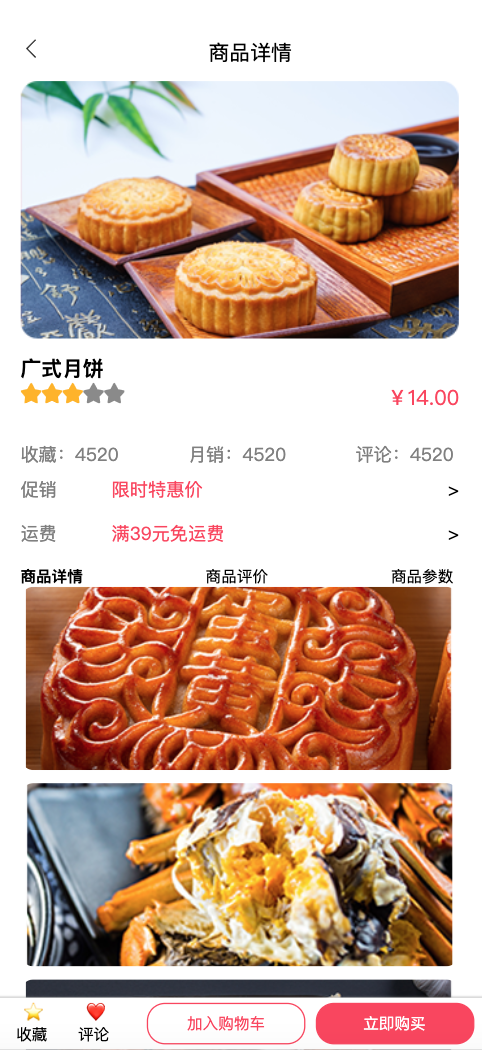 商品详情
广式月饼
￥14.00
收藏：4520 月销：4520 评论：4520
促销 限时特惠价 >
运费 满39元免运费 >
商品详情 商品评价 商品参数
收藏 评论 加入购物车 立即购买